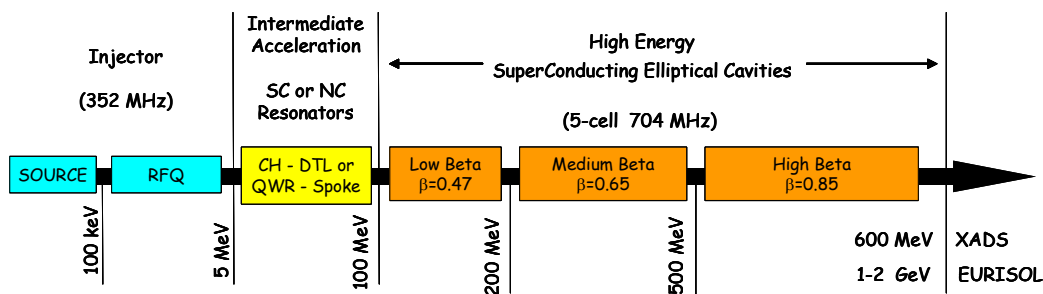 Injector
(352 MHz)
Intermediate
Acceleration
SC or NC
Resonators
High Energy
SuperConducting Elliptical Cavities
(5-cell 704 MHz)
SOURCE
RFQ
CH - DTL or
QWR - Spoke
Low Beta
β=0.47
Medium Beta
β=0.65
High Beta
β=0.85
100 keV
5 MeV
100 MeV
200 MeV
500 MeV
600 MeV XADS
1-2 GeV EURISOL